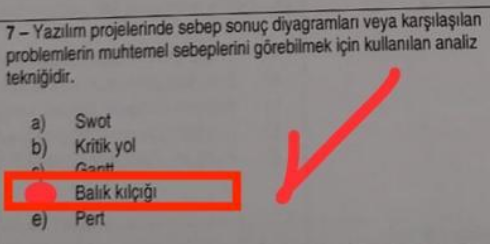 7 – Yazılım projelerinde sebep sonuç diyagramları veya karşılaşılan
problemlerin muhtemel sebeplerini görebilmek için kullanılan analiz
tekniğidir.
a) Swot
b) Kritik yol
c) Gantt
Balık kılçığı
e) Pert